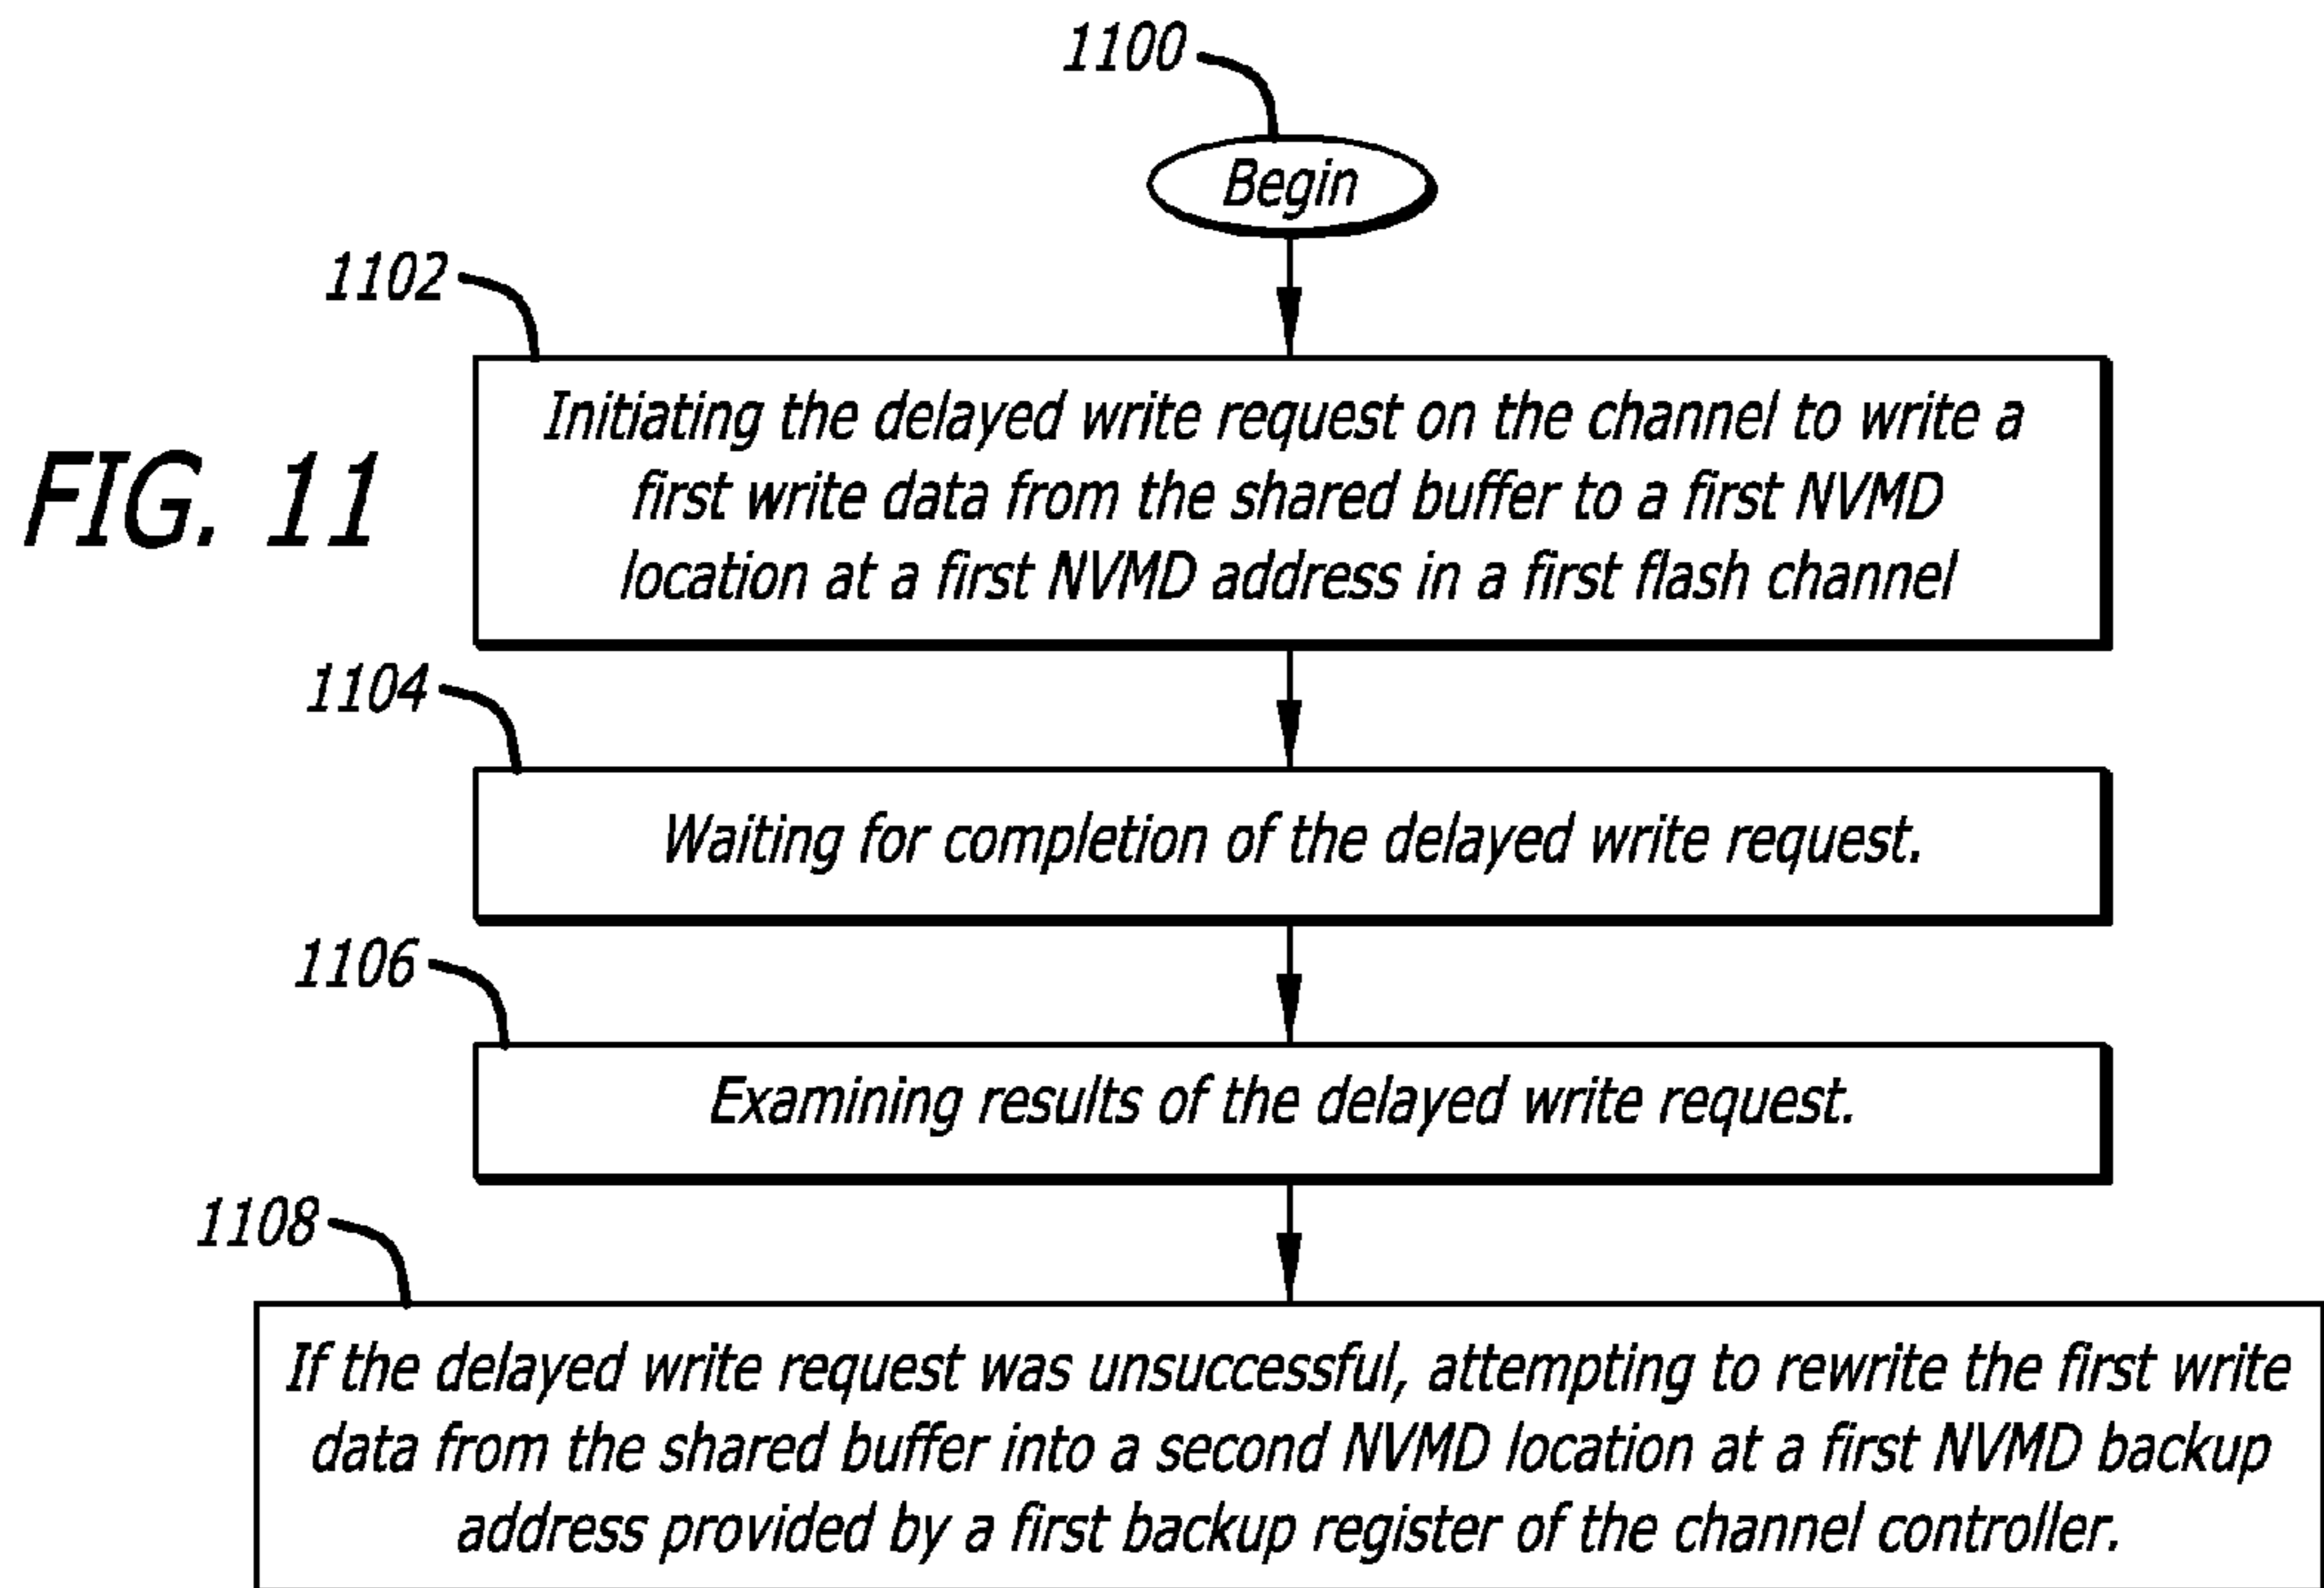 1100
Begin
1102
Initiating the delayed write request on the channel to write a
first write data from the shared buffer to a first NVMD
location at a first NVMD address in a first flash channel
FIG. 11
1104
Waiting for completion of the delayed write request.
1106
Examining results of the delayed write request.
1108
If the delayed write request was unsuccessful, attempting to rewrite the first write
data from the shared buffer into a second NVMD location at a first NVMD backup
address provided by a first backup register of the channel controller.